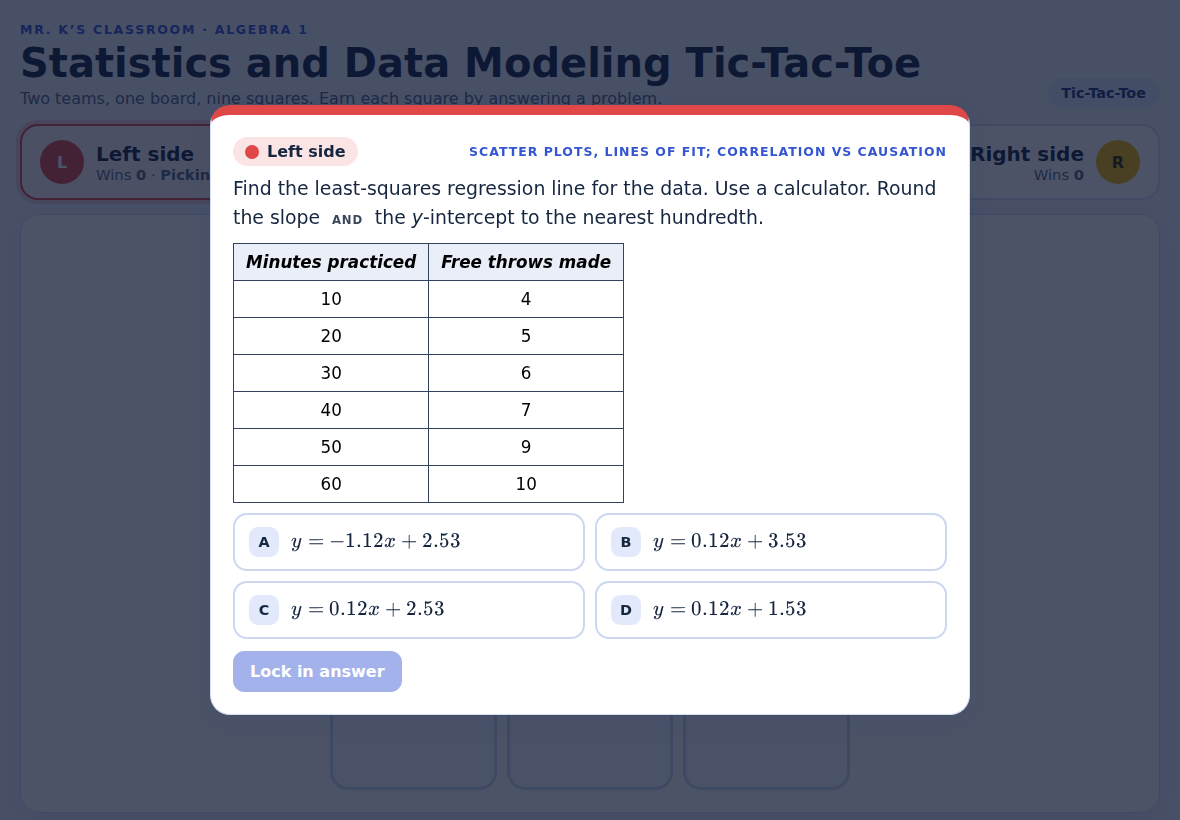 MR. K'S CLASSROOM · ALGEBRA 1
Statistics and Data Modeling Tic-Tac-Toe
Two teams, one board, nine squares. Earn each square by answering a problem.
Tic-Tac-Toe
L
Left side
Wins 0 · Pickin
Right side
Wins 0
R
Left side
SCATTER PLOTS, LINES OF FIT; CORRELATION VS CAUSATION
Find the least-squares regression line for the data. Use a calculator. Round
the slope AND the y-intercept to the nearest hundredth.
Minutes practiced Free throws made
10 4
20 5
30 6
40 7
50 9
60 10
A y = −1.12x + 2.53
B y = 0.12x + 3.53
C y = 0.12x + 2.53
D y = 0.12x + 1.53
Lock in answer